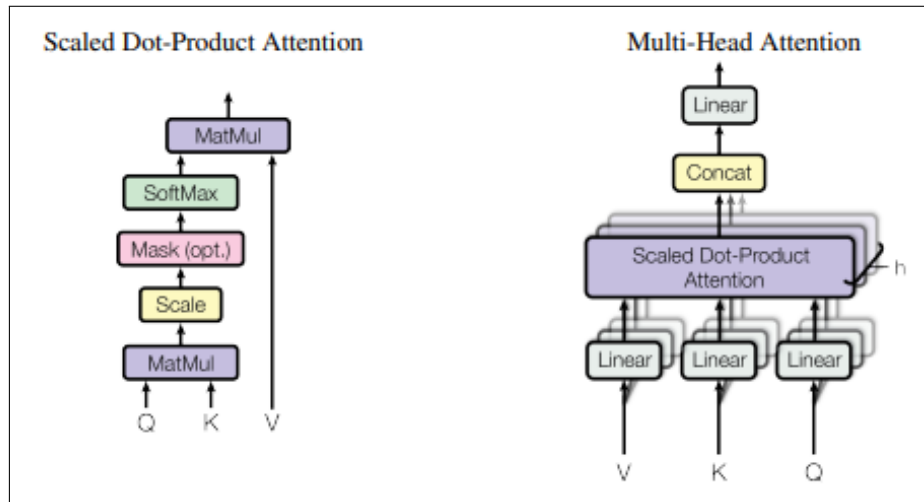 Scaled Dot-Product Attention
MatMul
SoftMax
Mask (opt.)
Scale
MatMul
Q K V
Multi-Head Attention
Linear
Concat
Scaled Dot-Product
Attention
h
Linear Linear Linear
V K Q